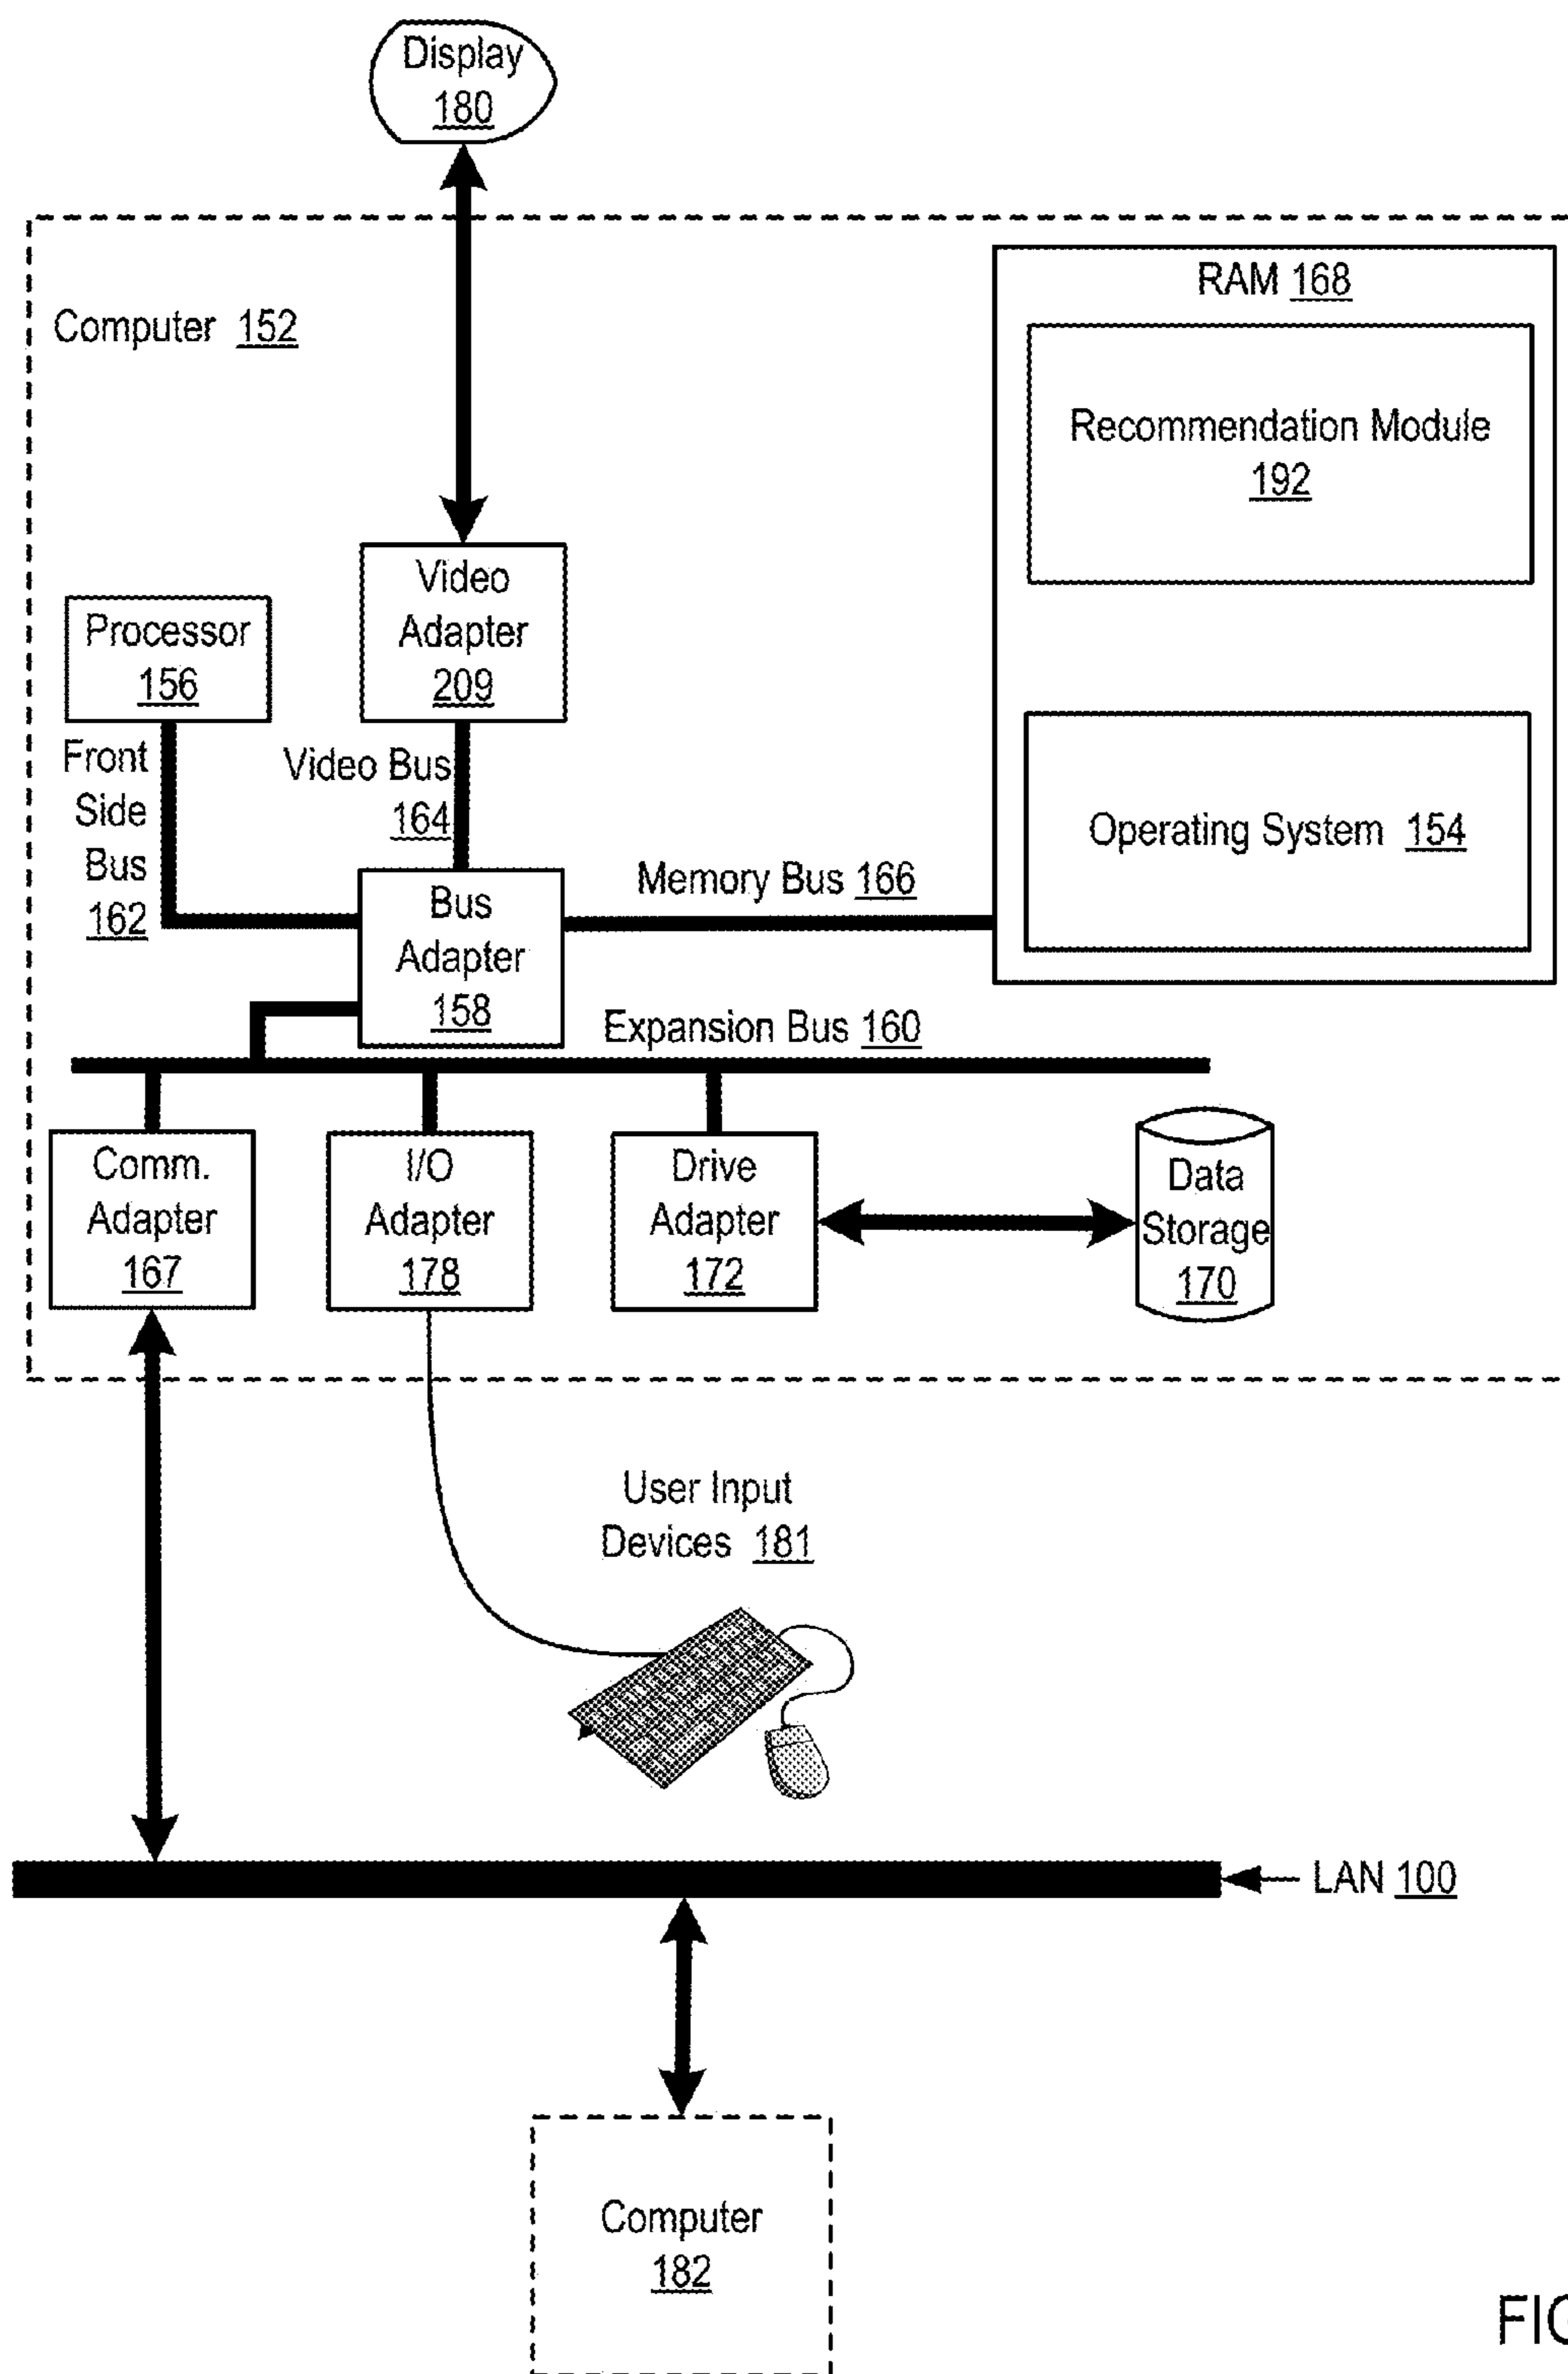 Display
180
Computer 152
RAM 168
Recommendation Module
192
Video
Adapter
209
Processor
156
Front
Side
Bus
162
Video Bus
164
Operating System 154
Bus
Adapter
158
Memory Bus 166
Expansion Bus 160
Comm.
Adapter
167
I/O
Adapter
178
Drive
Adapter
172
Data
Storage
170
User Input
Devices 181
LAN 100
Computer
182